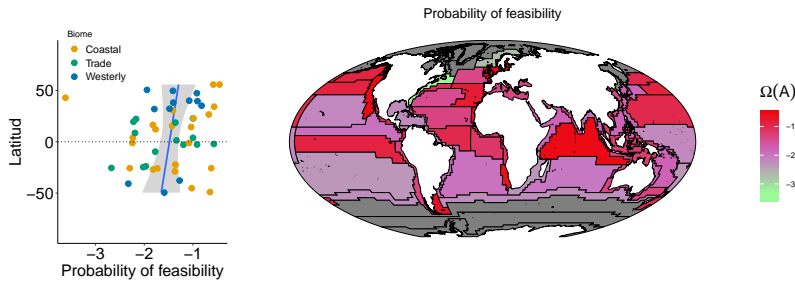 Probability of feasibility
Biome
Coastal
Trade
Westerly
50
0
−50
Latitud
−3
−2
−1
Probability of feasibility
Ω(A)
−1
−2
−3